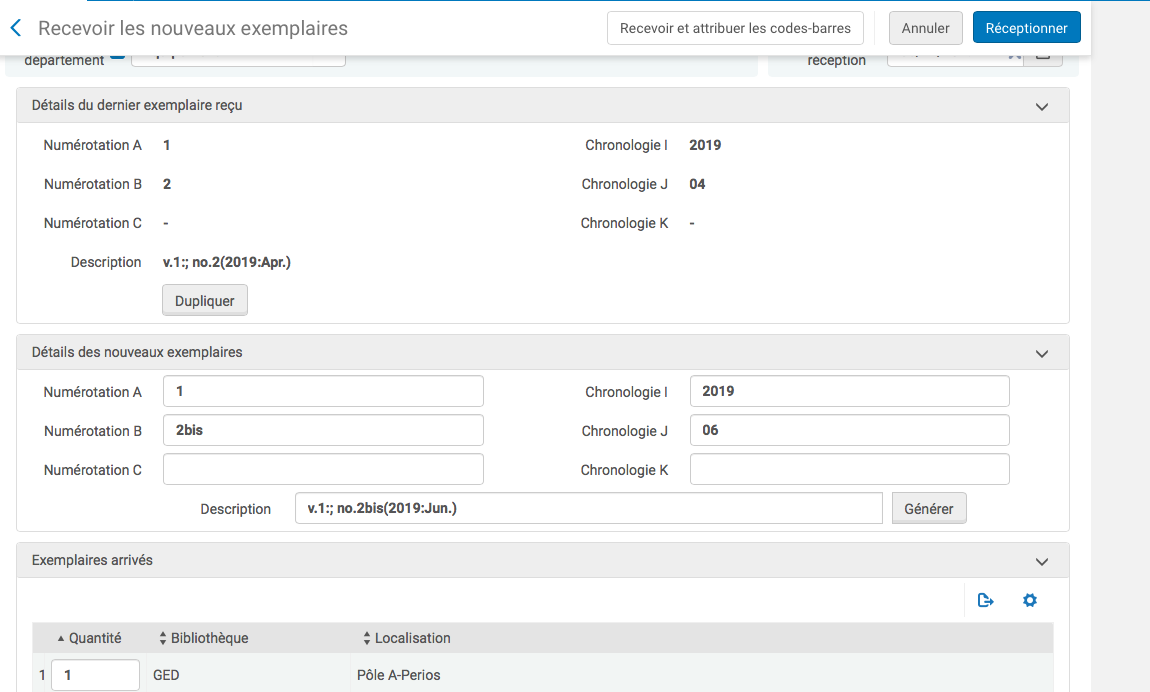 Recevoir les nouveaux exemplaires
Recevoir et attribuer les codes-barres
Annuler
Réceptionner
département
réception
Détails du dernier exemplaire reçu
Numérotation A 1
Chronologie I 2019
Numérotation B 2
Chronologie J 04
Numérotation C -
Chronologie K -
Description v.1:; no.2(2019:Apr.)
Dupliquer
Détails des nouveaux exemplaires
Numérotation A 1
Chronologie I 2019
Numérotation B 2bis
Chronologie J 06
Numérotation C
Chronologie K
Description v.1:; no.2bis(2019:Jun.) Générer
Exemplaires arrivés
Quantité Bibliothèque Localisation
1 1 GED Pôle A-Perios